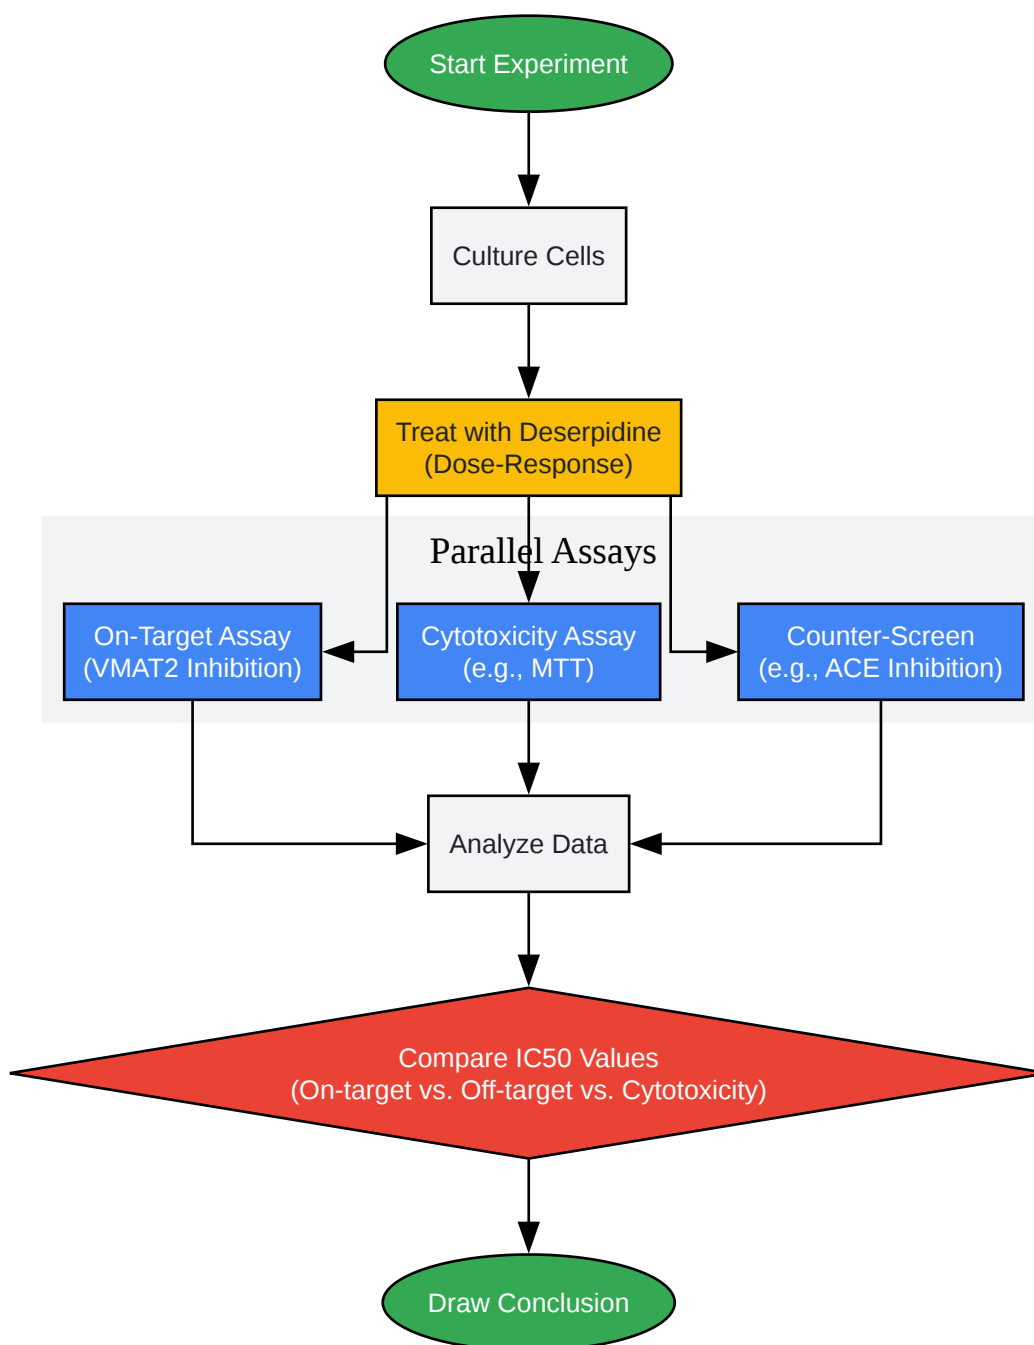 Start Experiment
Culture Cells
Treat with Deserpidine
(Dose-Response)
Parallel Assays
On-Target Assay
(VMAT2 Inhibition)
Cytotoxicity Assay
(e.g., MTT)
Counter-Screen
(e.g., ACE Inhibition)
Analyze Data
Compare IC50 Values
(On-target vs. Off-target vs. Cytotoxicity)
Draw Conclusion